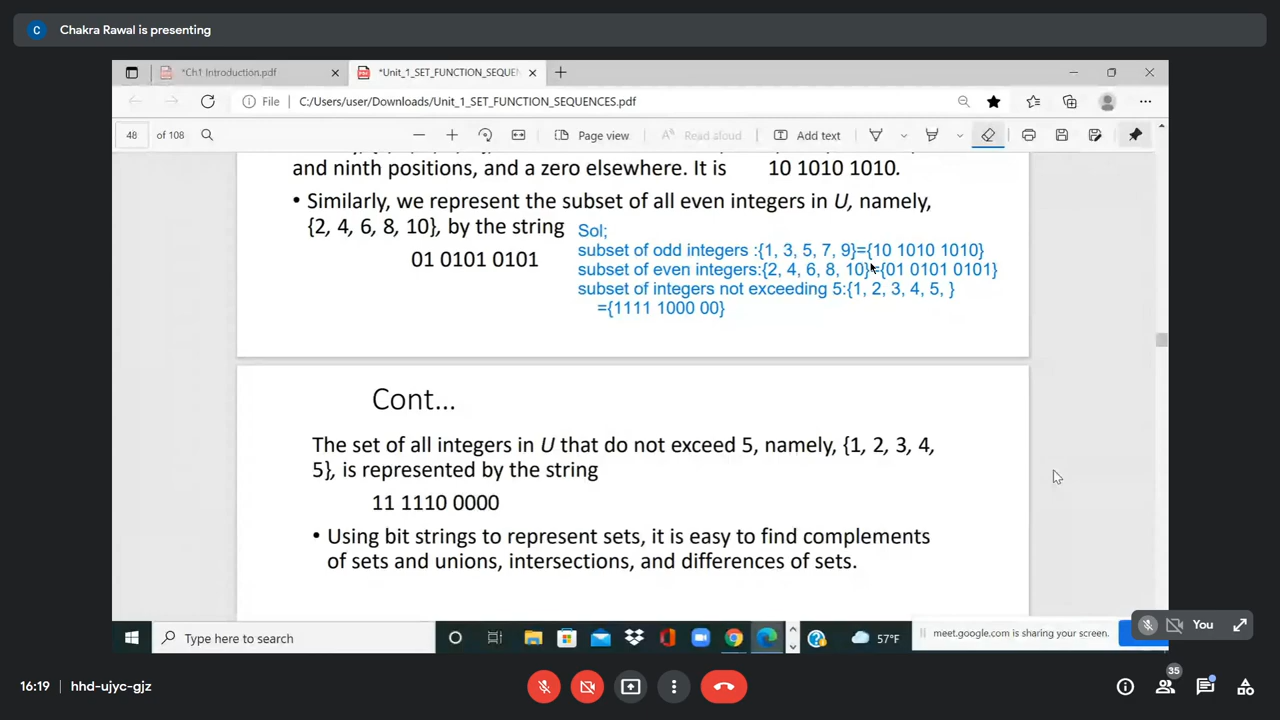 C Chakra Rawal is presenting
*Ch1 Introduction.pdf
*Unit_1_SET_FUNCTION_SEQUEN
File C:/Users/user/Downloads/Unit_1_SET_FUNCTION_SEQUENCES.pdf
48 of 108 Page view Read aloud Add text
and ninth positions, and a zero elsewhere. It is 10 1010 1010.
• Similarly, we represent the subset of all even integers in U, namely,
{2, 4, 6, 8, 10}, by the string
01 0101 0101
Sol;
subset of odd integers :{1, 3, 5, 7, 9}={10 1010 1010}
subset of even integers:{2, 4, 6, 8, 10}={01 0101 0101}
subset of integers not exceeding 5:{1, 2, 3, 4, 5, }
={1111 1000 00}
Cont...
The set of all integers in U that do not exceed 5, namely, {1, 2, 3, 4,
5}, is represented by the string
11 1110 0000
• Using bit strings to represent sets, it is easy to find complements
of sets and unions, intersections, and differences of sets.
Type here to search
57°F
meet.google.com is sharing your screen.
You
16:19 hhd-ujyc-gjz
35